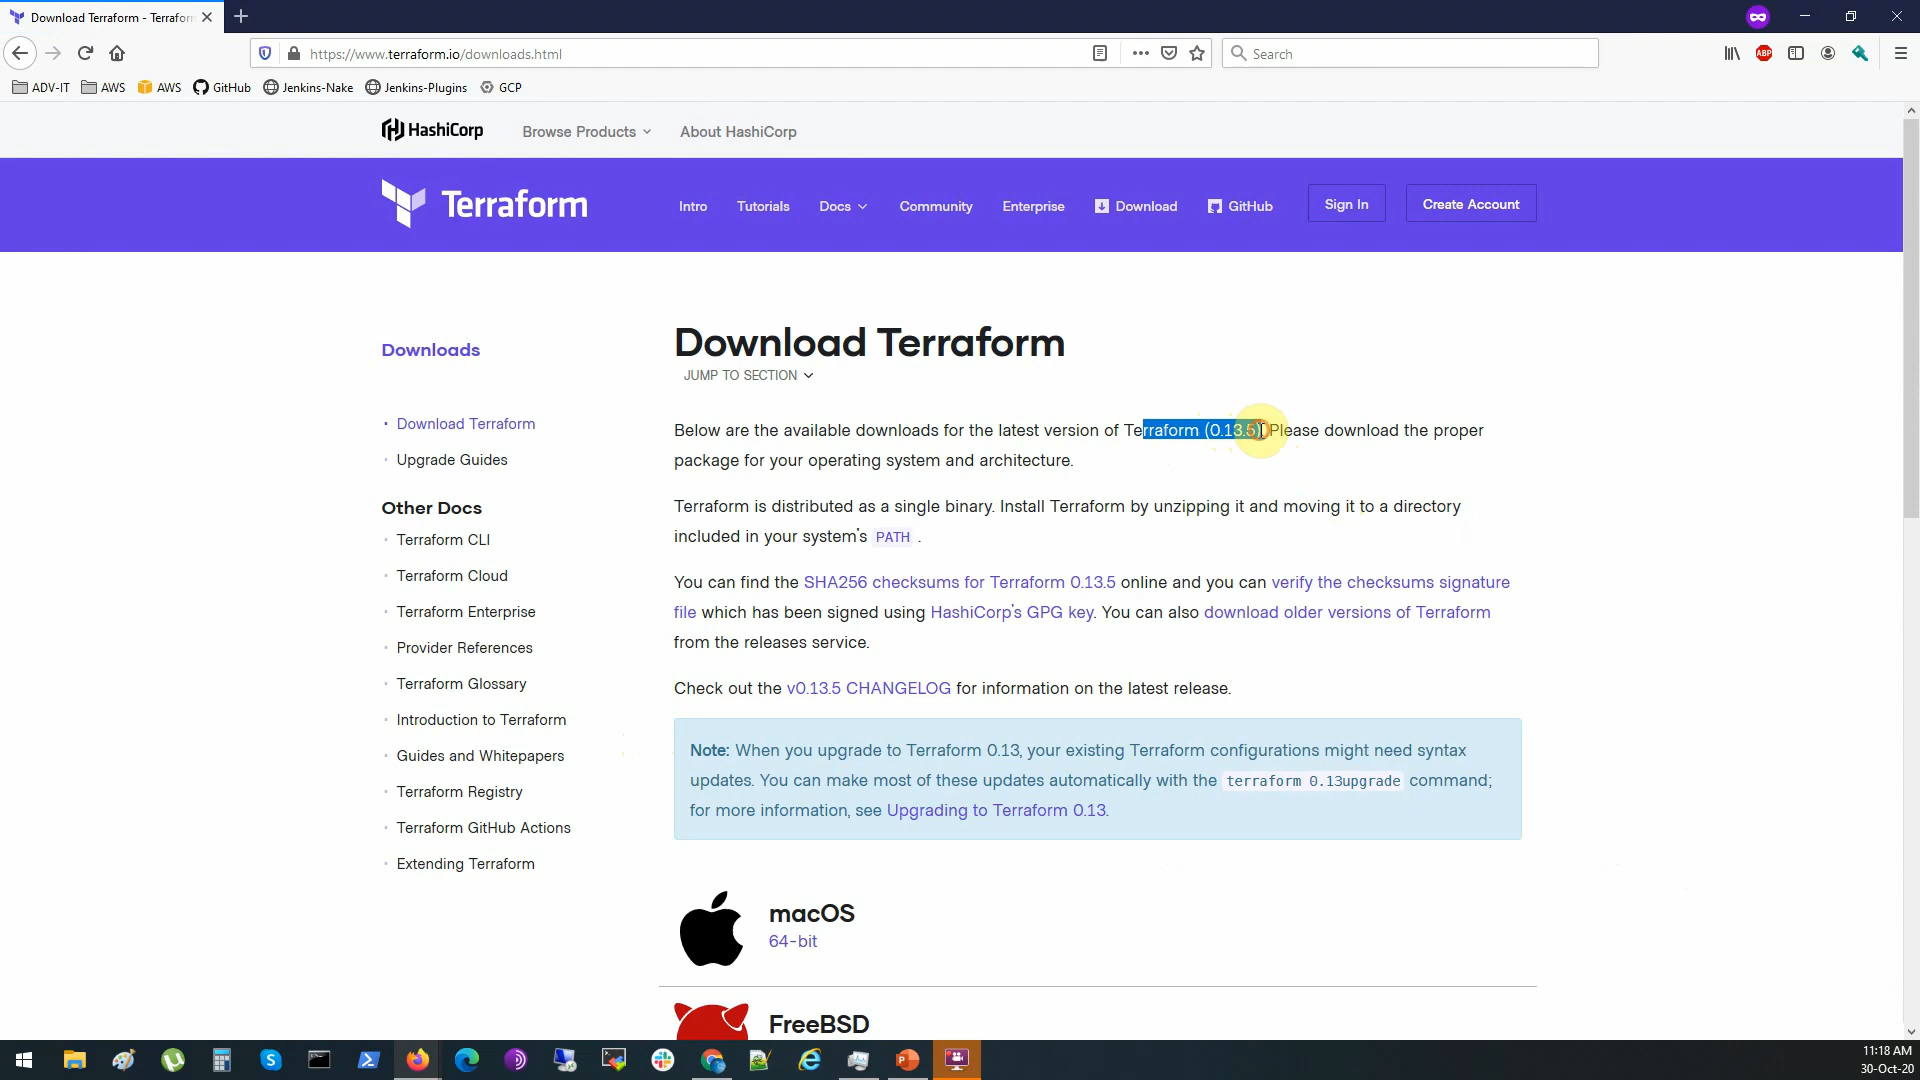 Download Terraform - Terrafor
https://www.terraform.io/downloads.html
Search
ABP
ADV-IT
AWS
AWS
GitHub
Jenkins-Nake
Jenkins-Plugins
GCP
HashiCorp
Browse Products
About HashiCorp
Terraform
Intro
Tutorials
Docs
Community
Enterprise
Download
GitHub
Sign In
Create Account
Downloads
Download Terraform
Upgrade Guides
Other Docs
Terraform CLI
Terraform Cloud
Terraform Enterprise
Provider References
Terraform Glossary
Introduction to Terraform
Guides and Whitepapers
Terraform Registry
Terraform GitHub Actions
Extending Terraform
Download Terraform
JUMP TO SECTION
Below are the available downloads for the latest version of Terraform (0.13.5). Please download the proper
package for your operating system and architecture.
Terraform is distributed as a single binary. Install Terraform by unzipping it and moving it to a directory
included in your system's PATH .
You can find the SHA256 checksums for Terraform 0.13.5 online and you can verify the checksums signature
file which has been signed using HashiCorp's GPG key. You can also download older versions of Terraform
from the releases service.
Check out the v0.13.5 CHANGELOG for information on the latest release.
Note: When you upgrade to Terraform 0.13, your existing Terraform configurations might need syntax
updates. You can make most of these updates automatically with the terraform 0.13upgrade command;
for more information, see Upgrading to Terraform 0.13.
macOS
64-bit
FreeBSD
11:18 AM
30-Oct-20